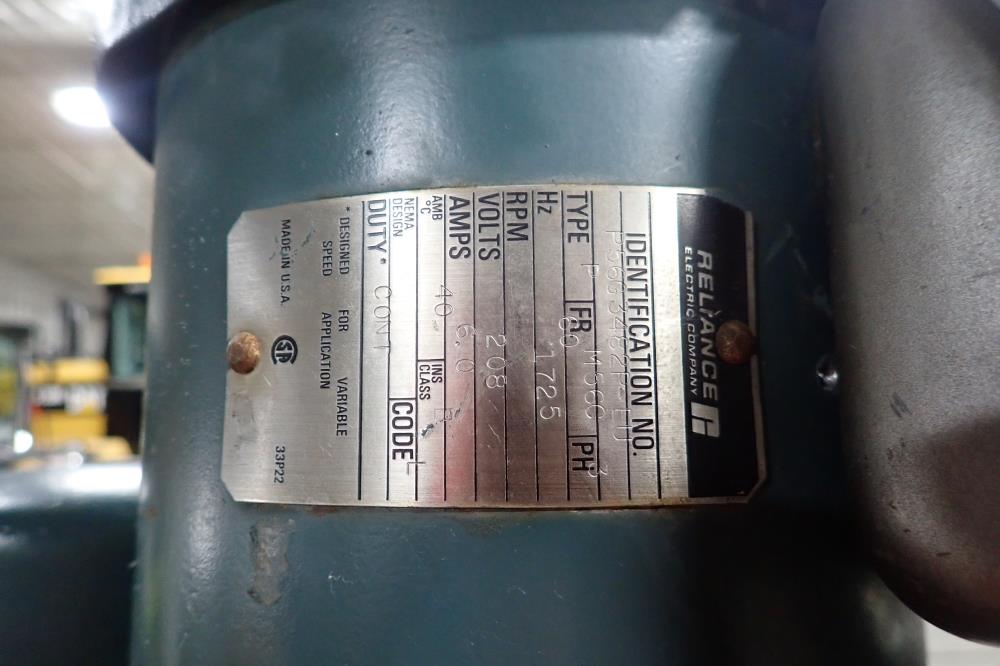 RELIANCE
ELECTRIC COMPANY
IDENTIFICATION NO.
TYPE P FR M56C PH 3
Hz 60
RPM 1725
VOLTS 208/
AMPS 6.0
AMB °C 40 INS CLASS B
NEMA DESIGN CODE L
DUTY* CONT
* DESIGNED FOR VARIABLE
SPEED APPLICATION
MADE IN U.S.A. SA 33P22